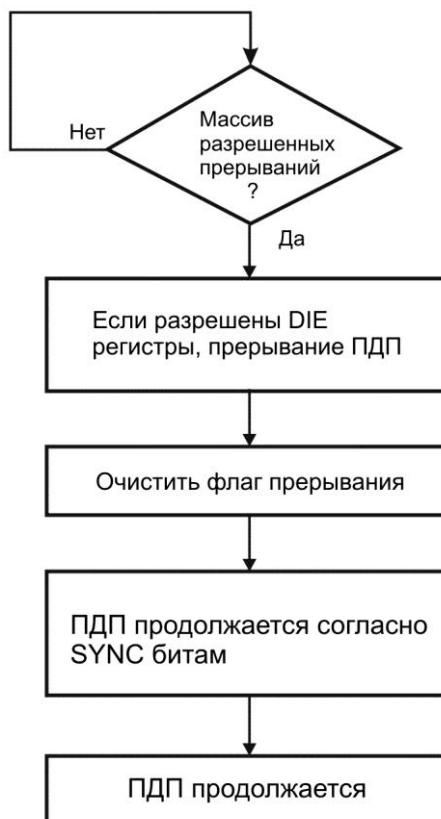 Массив
разрешенных
прерываний
?
Нет
Да
Если разрешены DIE
регистры, прерывание ПДП
Очистить флаг прерывания
ПДП продолжается согласно
SYNC битам
ПДП продолжается